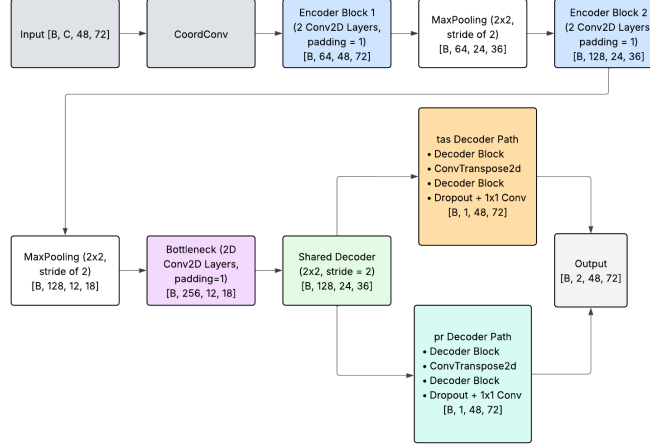 Input [B, C, 48, 72]
CoordConv
Encoder Block 1
(2 Conv2D Layers,
padding = 1)
[B, 64, 48, 72]
MaxPooling (2x2,
stride of 2)
[B, 64, 24, 36]
Encoder Block 2
(2 Conv2D Layers,
padding = 1)
[B, 128, 24, 36]
tas Decoder Path
• Decoder Block
• ConvTranspose2d
• Decoder Block
• Dropout + 1x1 Conv
[B, 1, 48, 72]
MaxPooling (2x2,
stride of 2)
[B, 128, 12, 18]
Bottleneck (2D
Conv2D Layers,
padding=1)
[B, 256, 12, 18]
Shared Decoder
(2x2, stride = 2)
[B, 128, 24, 36]
Output
[B, 2, 48, 72]
pr Decoder Path
• Decoder Block
• ConvTranspose2d
• Decoder Block
• Dropout + 1x1 Conv
[B, 1, 48, 72]